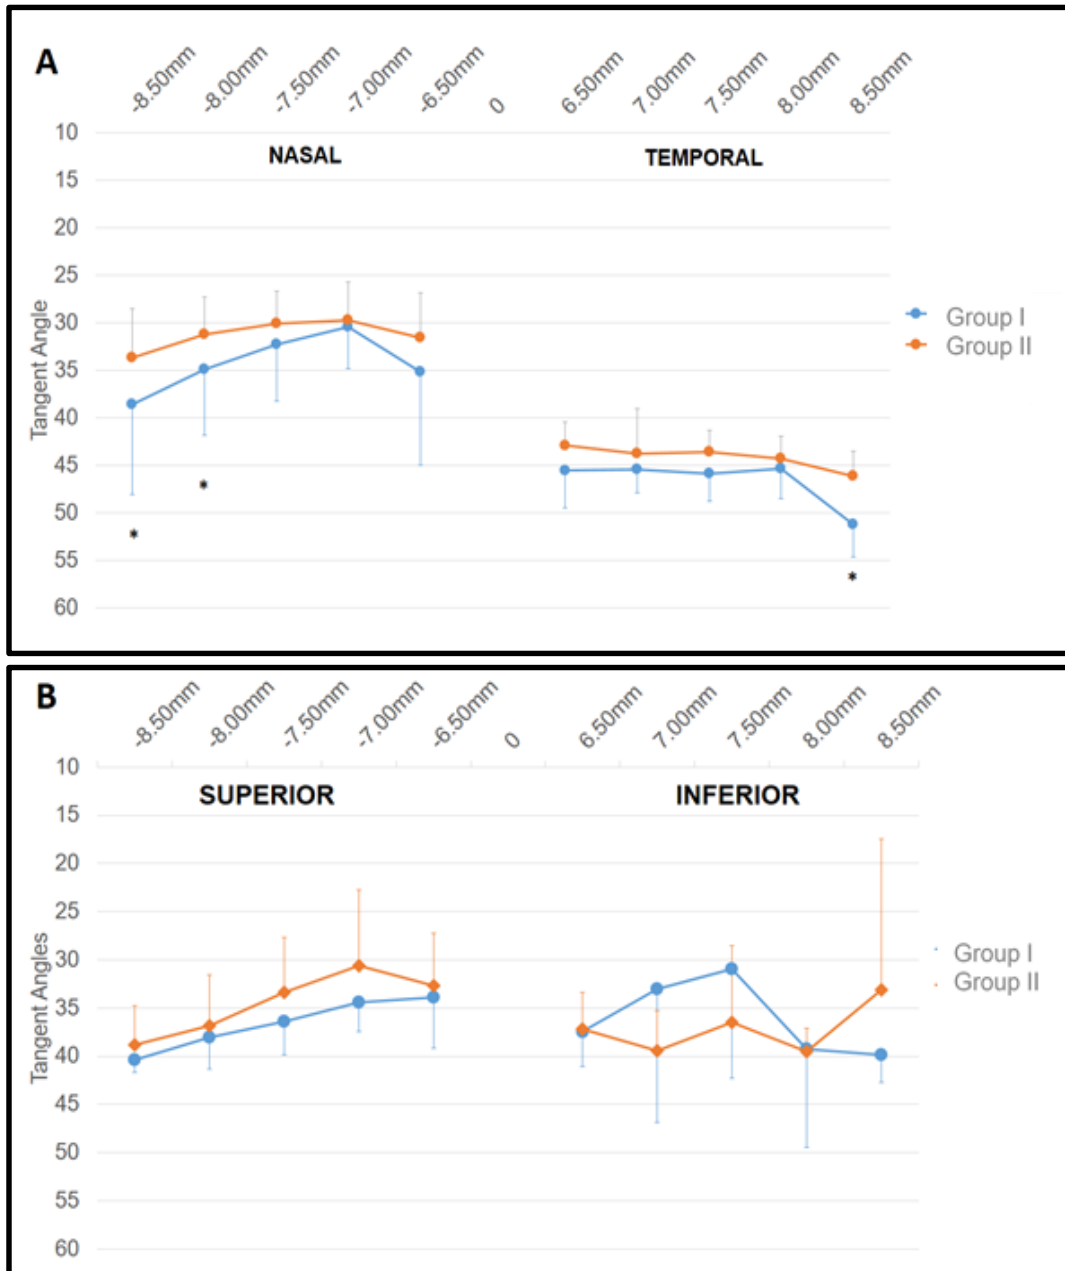 A
-8.50mm -8.00mm -7.50mm -7.00mm -6.50mm 0 6.50mm 7.00mm 7.50mm 8.00mm 8.50mm
10
NASAL TEMPORAL
15
20
25
30
35
40
45
50
55
60
Tangent Angle
Group I
Group II
*
*
*
B
-8.50mm -8.00mm -7.50mm -7.00mm -6.50mm 0 6.50mm 7.00mm 7.50mm 8.00mm 8.50mm
10
SUPERIOR INFERIOR
15
20
25
30
35
40
45
50
55
60
Tangent Angles
Group I
Group II